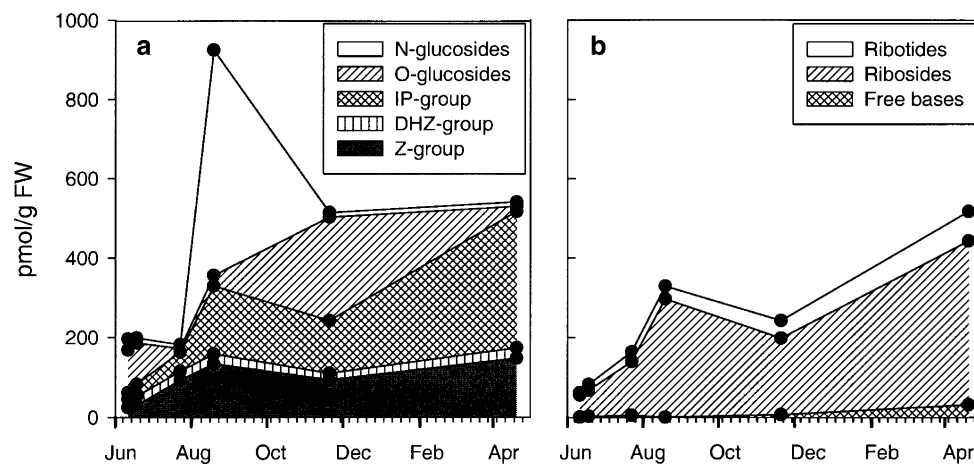 a
N-glucosides
O-glucosides
IP-group
DHZ-group
Z-group
pmol/g FW
1000
800
600
400
200
0
Jun Aug Oct Dec Feb Apr
b
Ribotides
Ribosides
Free bases
Jun Aug Oct Dec Feb Apr